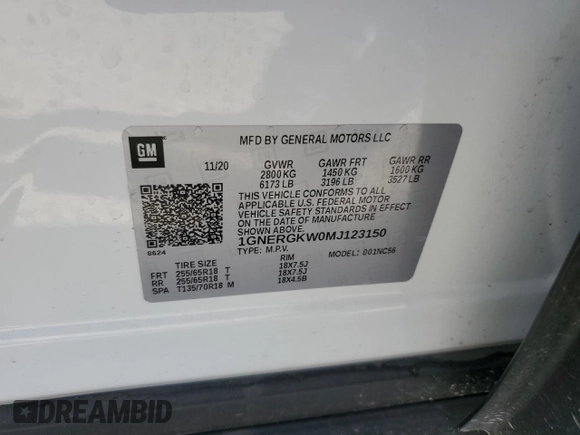 GM
MFD BY GENERAL MOTORS LLC
11/20 GVWR GAWR FRT GAWR RR
2800 KG 1450 KG 1600 KG
6173 LB 3196 LB 3527 LB
THIS VEHICLE CONFORMS TO ALL
APPLICABLE U.S. FEDERAL MOTOR
VEHICLE SAFETY STANDARDS IN EFFECT
ON THE DATE OF MANUFACTURE
SHOWN ABOVE.
1GNERGKW0MJ123150
8624
TYPE: M.P.V. MODEL: 001NC56
TIRE SIZE RIM
FRT 255/65R18 T 18X7.5J
RR 255/65R18 T 18X7.5J
SP T135/70R18 M 18X4.5B
DREAMBID